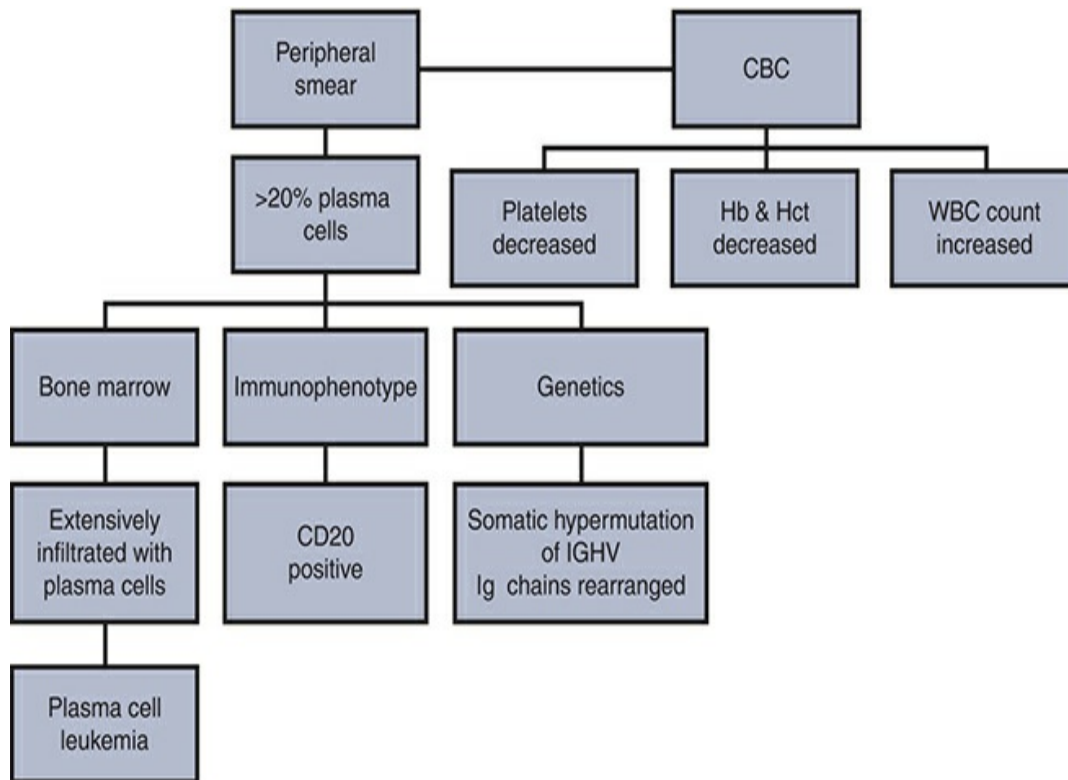 Peripheral
smear
CBC
>20% plasma
cells
Platelets
decreased
Hb & Hct
decreased
WBC count
increased
Bone marrow
Immunophenotype
Genetics
Extensively
infiltrated with
plasma cells
CD20
positive
Somatic hypermutation
of IGHV
Ig chains rearranged
Plasma cell
leukemia